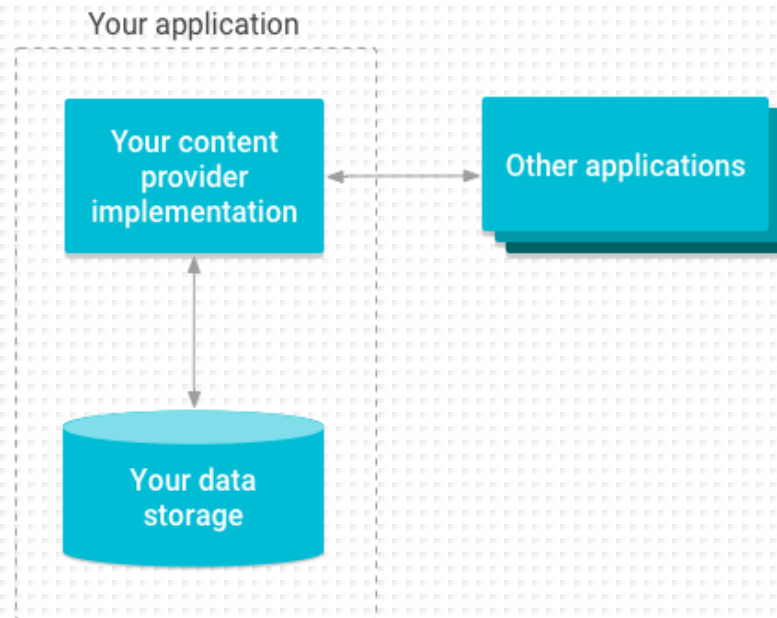 Your application
Your content
provider
implementation
Other applications
Your data
storage